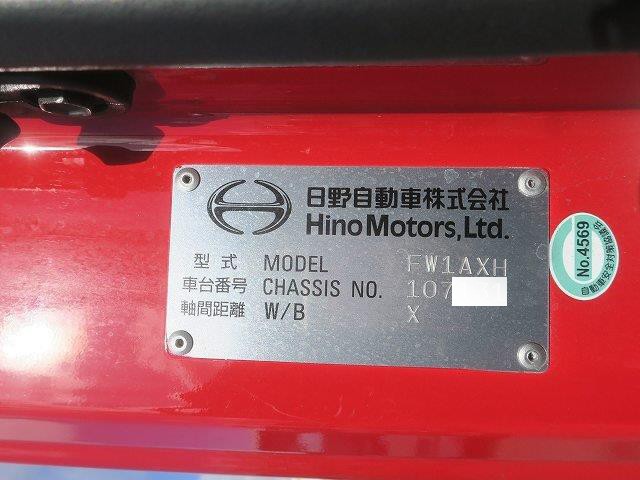 日野自動車株式会社
Hino Motors, Ltd.
型式 MODEL FW1AXH
車台番号 CHASSIS NO. 107
軸間距離 W/B X
No.4569